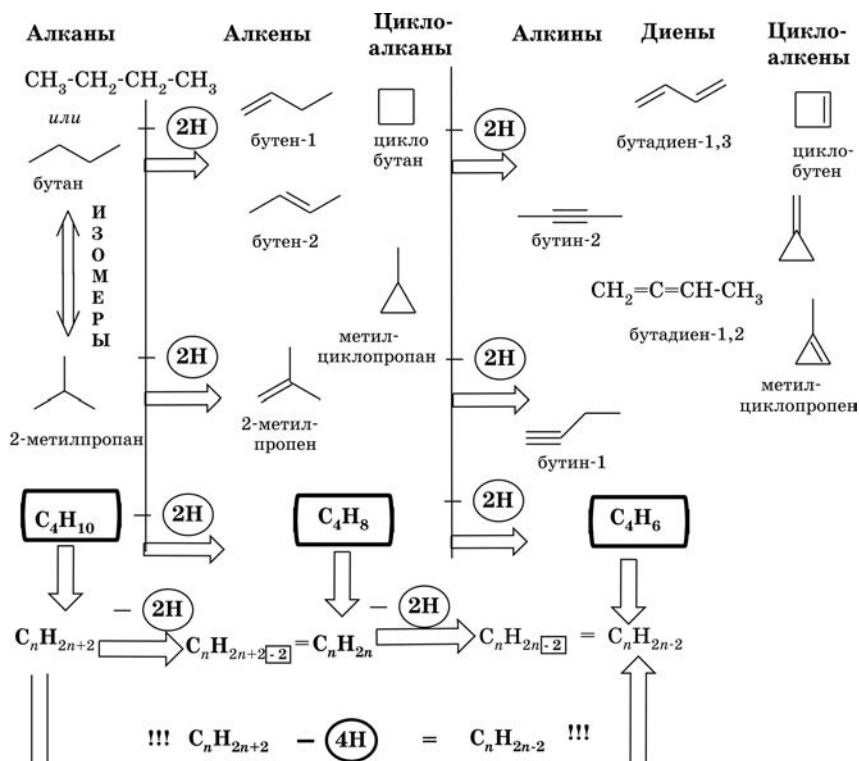 Алканы
Алкены
Цикло-
алканы
Алкины
Диены
Цикло-
алкены
CH₃-CH₂-CH₂-CH₃
или
бутан
− 2H
бутен-1
цикло
бутан
− 2H
бутадиен-1,3
цикло-
бутен
ИЗОМЕРЫ
бутен-2
бутин-2
метил-
циклопропан
CH₂=C=CH-CH₃
бутадиен-1,2
− 2H
− 2H
метил-
циклопропен
2-метилпропан
2-метил-
пропен
бутин-1
C₄H₁₀
− 2H
C₄H₈
− 2H
C₄H₆
− 2H
− 2H
CₙH₂ₙ₊₂
CₙH₂ₙ₊₂ -2 = CₙH₂ₙ
CₙH₂ₙ -2 = CₙH₂ₙ₋₂
!!! CₙH₂ₙ₊₂ − 4H = CₙH₂ₙ₋₂ !!!